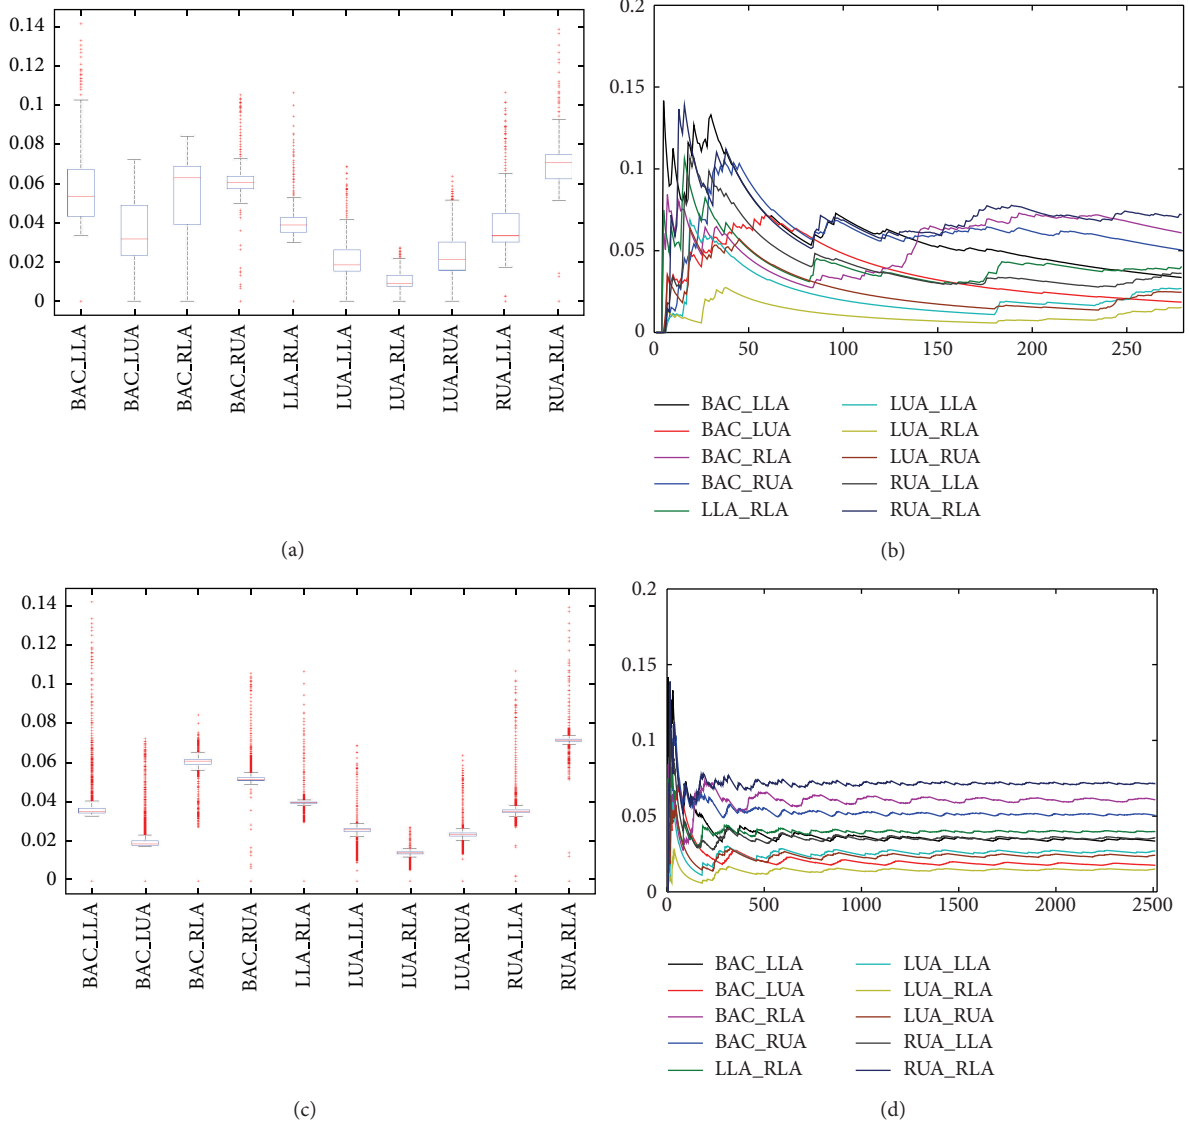 0.14
0.12
0.1
0.08
0.06
0.04
0.02
0
BAC_LLA
BAC_LUA
BAC_RLA
BAC_RUA
LLA_RLA
LUA_LLA
LUA_RLA
LUA_RUA
RUA_LLA
RUA_RLA
(a)
0.2
0.15
0.1
0.05
0
0 50 100 150 200 250
BAC_LLA
BAC_LUA
BAC_RLA
BAC_RUA
LLA_RLA
LUA_LLA
LUA_RLA
LUA_RUA
RUA_LLA
RUA_RLA
(b)
0.14
0.12
0.1
0.08
0.06
0.04
0.02
0
BAC_LLA
BAC_LUA
BAC_RLA
BAC_RUA
LLA_RLA
LUA_LLA
LUA_RLA
LUA_RUA
RUA_LLA
RUA_RLA
(c)
0.2
0.15
0.1
0.05
0
0 500 1000 1500 2000 2500
BAC_LLA
BAC_LUA
BAC_RLA
BAC_RUA
LLA_RLA
LUA_LLA
LUA_RLA
LUA_RUA
RUA_LLA
RUA_RLA
(d)